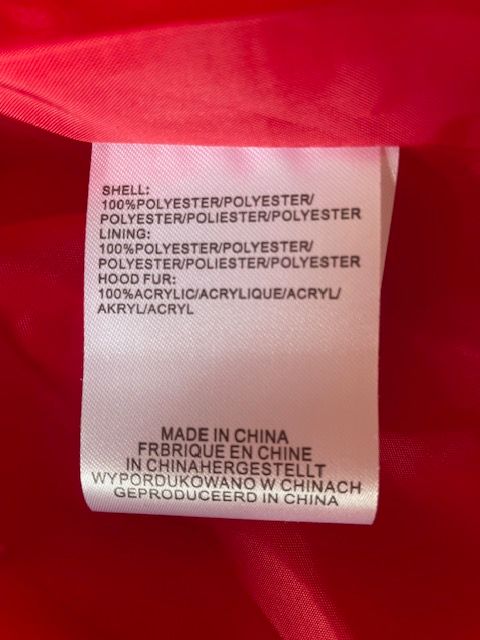 SHELL:
100%POLYESTER/POLYESTER/
POLYESTER/POLIESTER/POLYESTER
LINING:
100%POLYESTER/POLYESTER/
POLYESTER/POLIESTER/POLYESTER
HOOD FUR:
100%ACRYLIC/ACRYLIQUE/ACRYL/
AKRYL/ACRYL
MADE IN CHINA
FRBRIQUE EN CHINE
IN CHINAHERGESTELLT
WYPORDUKOWANO W CHINACH
GEPRODUCEERD IN CHINA